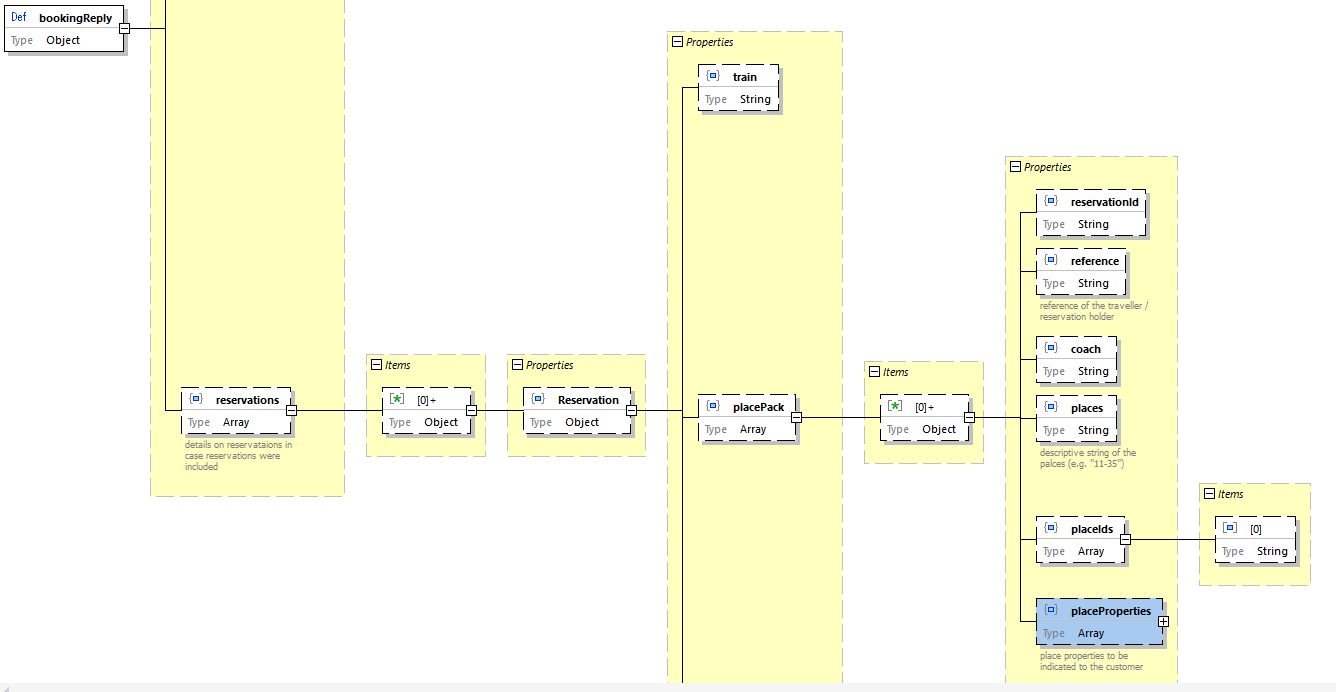 Def bookingReply
Type Object
reservations
Type Array
details on reservataions in
case reservations were
included
Items
[0]+
Type Object
Properties
Reservation
Type Object
Properties
train
Type String
placePack
Type Array
Items
[0]+
Type Object
Properties
reservationId
Type String
reference
Type String
reference of the traveller /
reservation holder
coach
Type String
places
Type String
descriptive string of the
palces (e.g. "11-35")
placeIds
Type Array
Items
[0]
Type String
placeProperties
Type Array
place properties to be
indicated to the customer